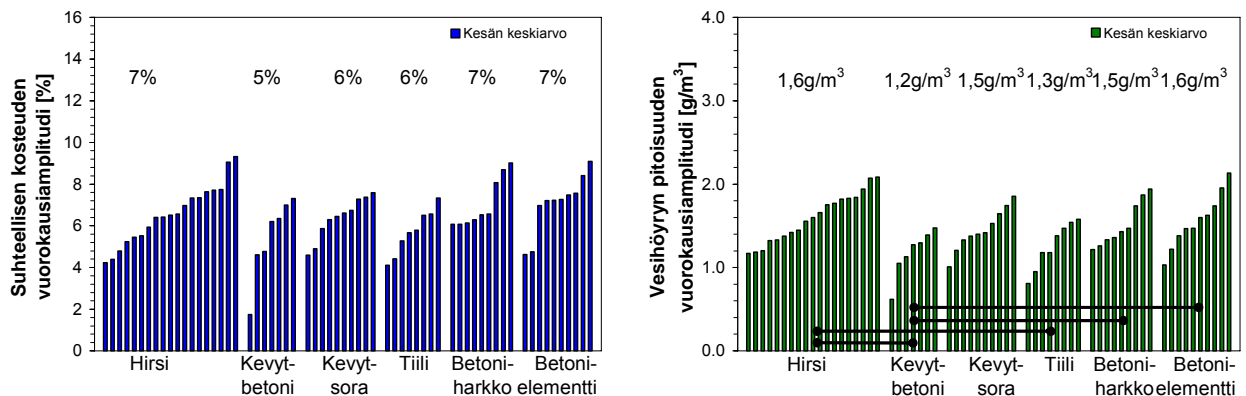 Suhteellisen kosteuden
vuorokausiamplitudi [%]
16
14
12
10
8
6
4
2
0
Kesän keskiarvo
7% 5% 6% 6% 7% 7%
Hirsi Kevyt- Kevyt- Tiili Betoni- Betoni-
betoni sora harkko elementti
Vesihöyryn pitoisuuden
vuorokausiamplitudi [g/m³]
4.0
3.0
2.0
1.0
0.0
Kesän keskiarvo
1,6g/m³ 1,2g/m³ 1,5g/m³ 1,3g/m³ 1,5g/m³ 1,6g/m³
Hirsi Kevyt- Kevyt- Tiili Betoni- Betoni-
betoni sora harkko elementti